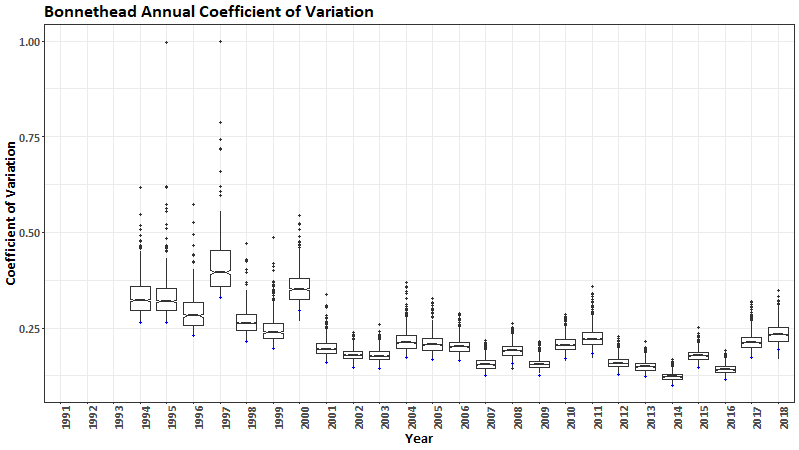 Bonnethead Annual Coefficient of Variation
1.00
0.75
0.50
0.25
Coefficient of Variation
1991 1992 1993 1994 1995 1996 1997 1998 1999 2000 2001 2002 2003 2004 2005 2006 2007 2008 2009 2010 2011 2012 2013 2014 2015 2016 2017 2018
Year